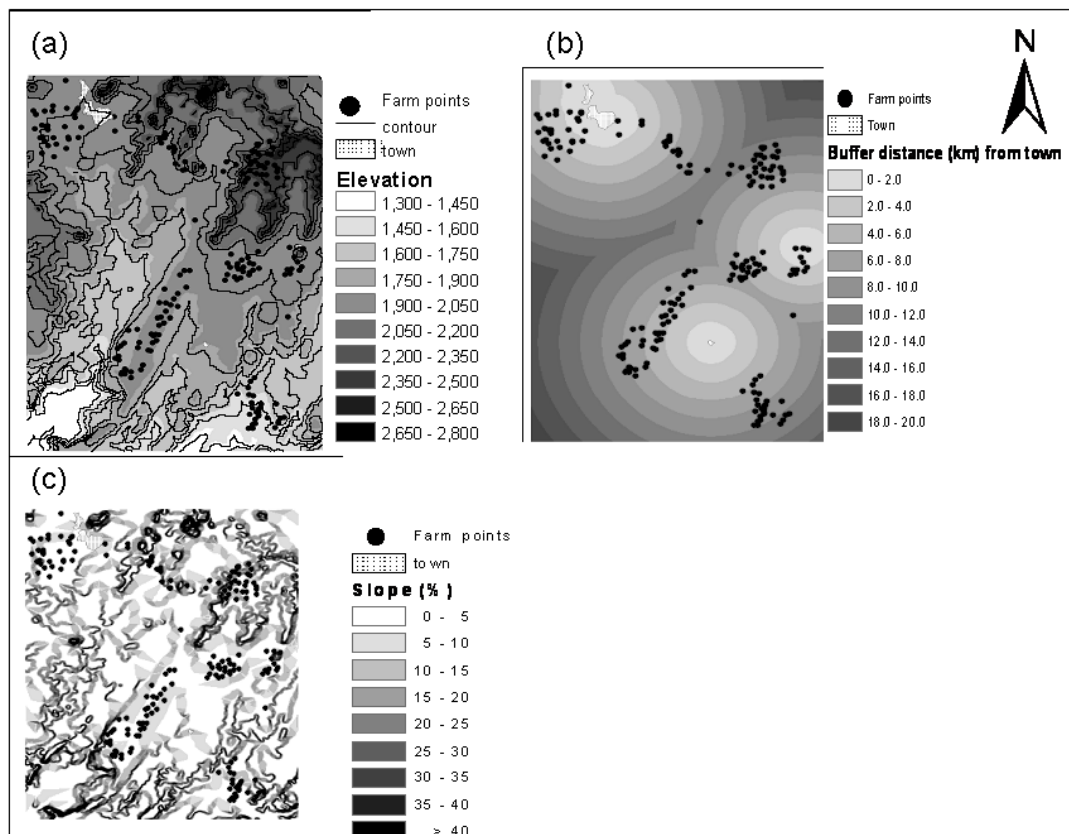 (a)
Farm points
contour
town
Elevation
1,300 - 1,450
1,450 - 1,600
1,600 - 1,750
1,750 - 1,900
1,900 - 2,050
2,050 - 2,200
2,200 - 2,350
2,350 - 2,500
2,500 - 2,650
2,650 - 2,800
(b)
N
Farm points
Town
Buffer distance (km) from town
0 - 2.0
2.0 - 4.0
4.0 - 6.0
6.0 - 8.0
8.0 - 10.0
10.0 - 12.0
12.0 - 14.0
14.0 - 16.0
16.0 - 18.0
18.0 - 20.0
(c)
Farm points
town
Slope (%)
0 - 5
5 - 10
10 - 15
15 - 20
20 - 25
25 - 30
30 - 35
35 - 40
> 40